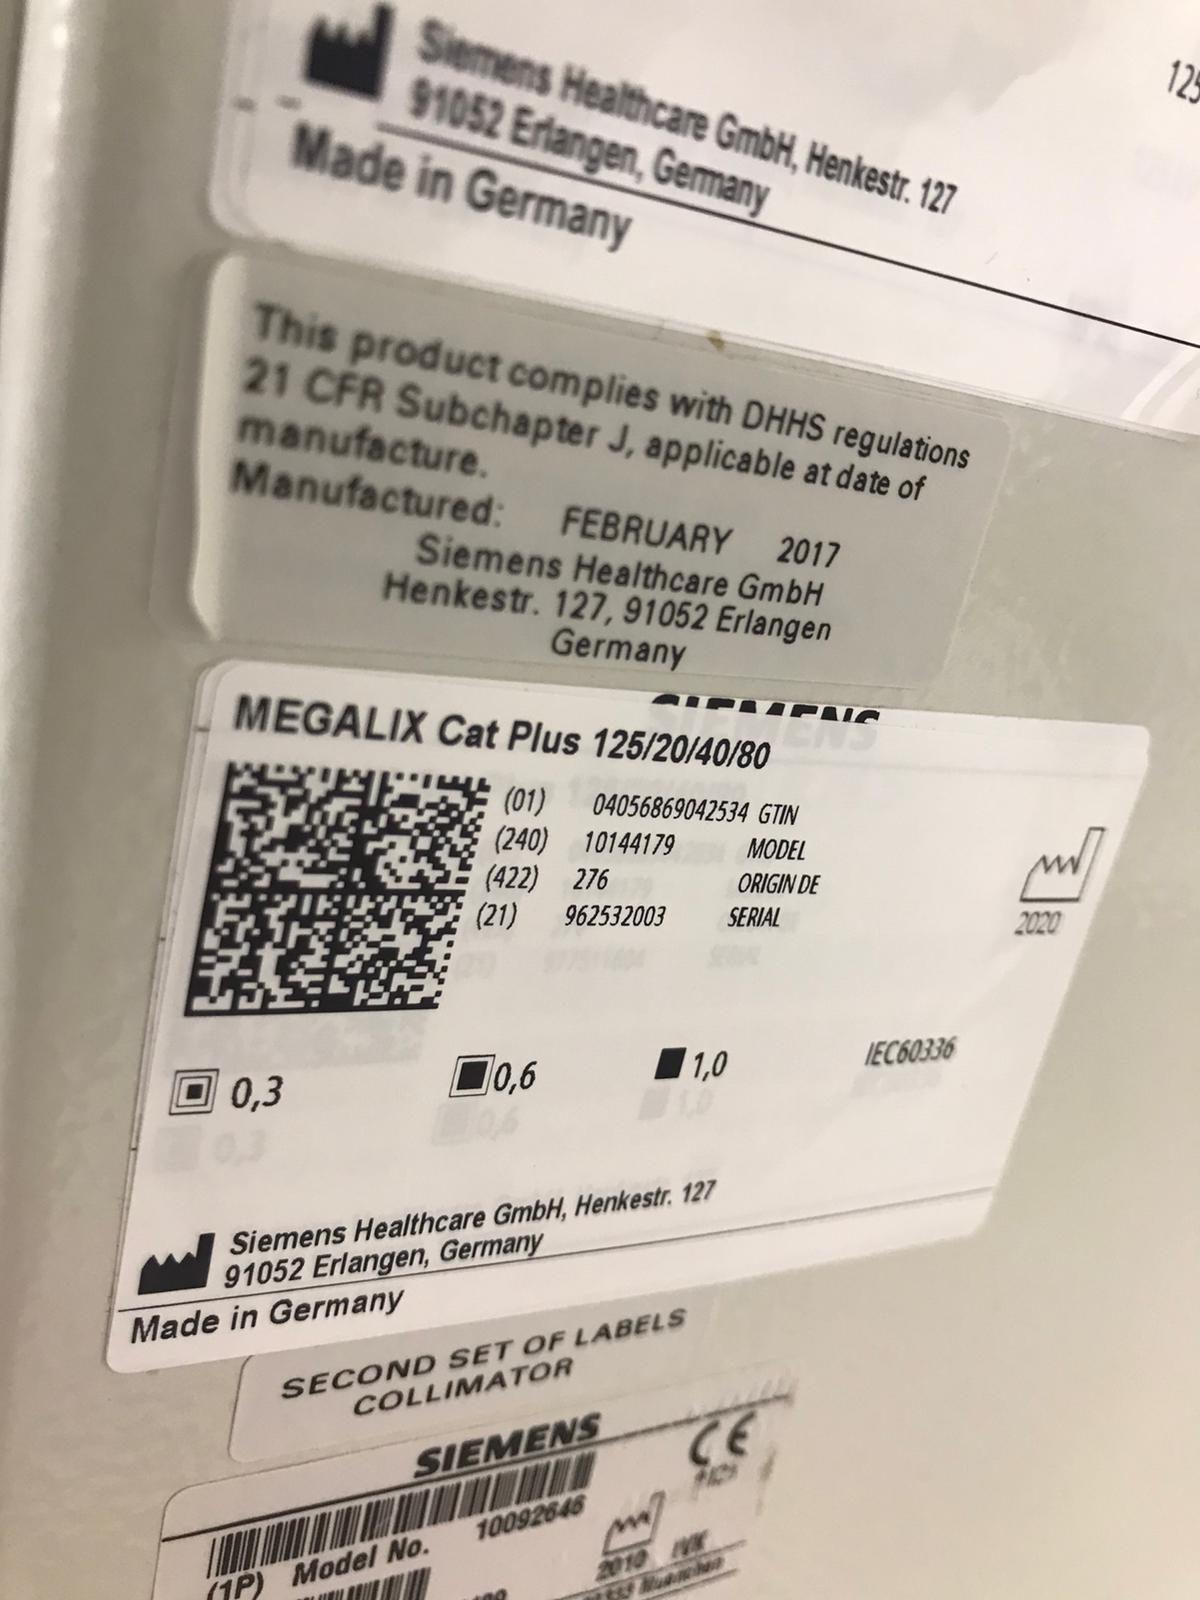 Siemens Healthcare GmbH, Henkestr. 127
91052 Erlangen, Germany
Made in Germany
125
This product complies with DHHS regulations
21 CFR Subchapter J, applicable at date of
manufacture.
Manufactured: FEBRUARY 2017
Siemens Healthcare GmbH
Henkestr. 127, 91052 Erlangen
Germany
SIEMENS
MEGALIX Cat Plus 125/20/40/80
(01) 04056869042534 GTIN
(240) 10144179 MODEL
(422) 276 ORIGIN DE
(21) 962532003 SERIAL
2020
0,3 0,6 1,0 IEC60336
Siemens Healthcare GmbH, Henkestr. 127
91052 Erlangen, Germany
Made in Germany
SECOND SET OF LABELS
COLLIMATOR
SIEMENS
CE
(1P) Model No. 10092646
2010